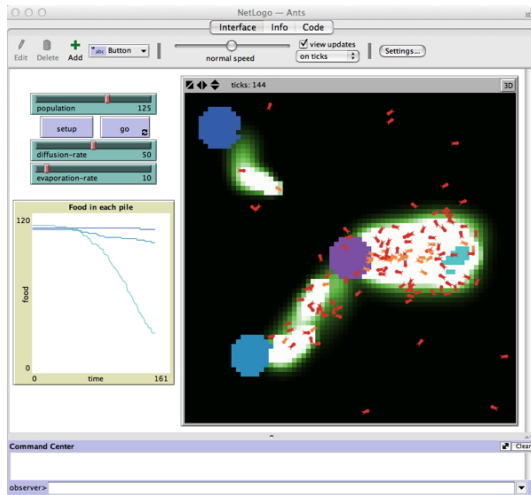 NetLogo — Ants
Interface Info Code
Edit Delete Add abc Button normal speed view updates on ticks Settings...
ticks: 144 3D
population 125
setup go
diffusion-rate 50
evaporation-rate 10
Food in each pile
120
food
0
0 time 161
Command Center Clear
observer>